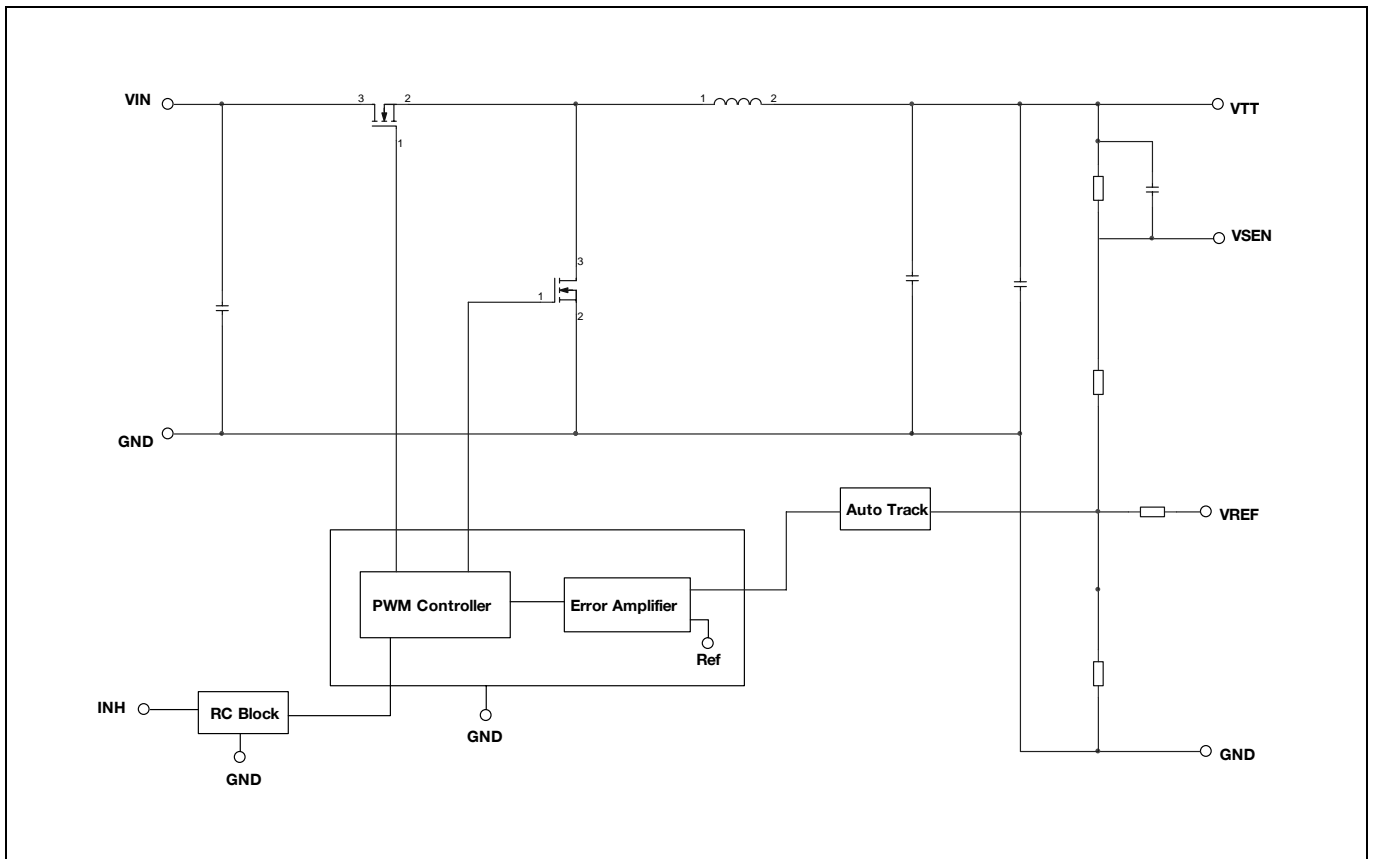 VIN
3
2
1
1
2
VTT
VSEN
3
1
2
GND
Auto Track
VREF
PWM Controller
Error Amplifier
Ref
INH
RC Block
GND
GND
GND